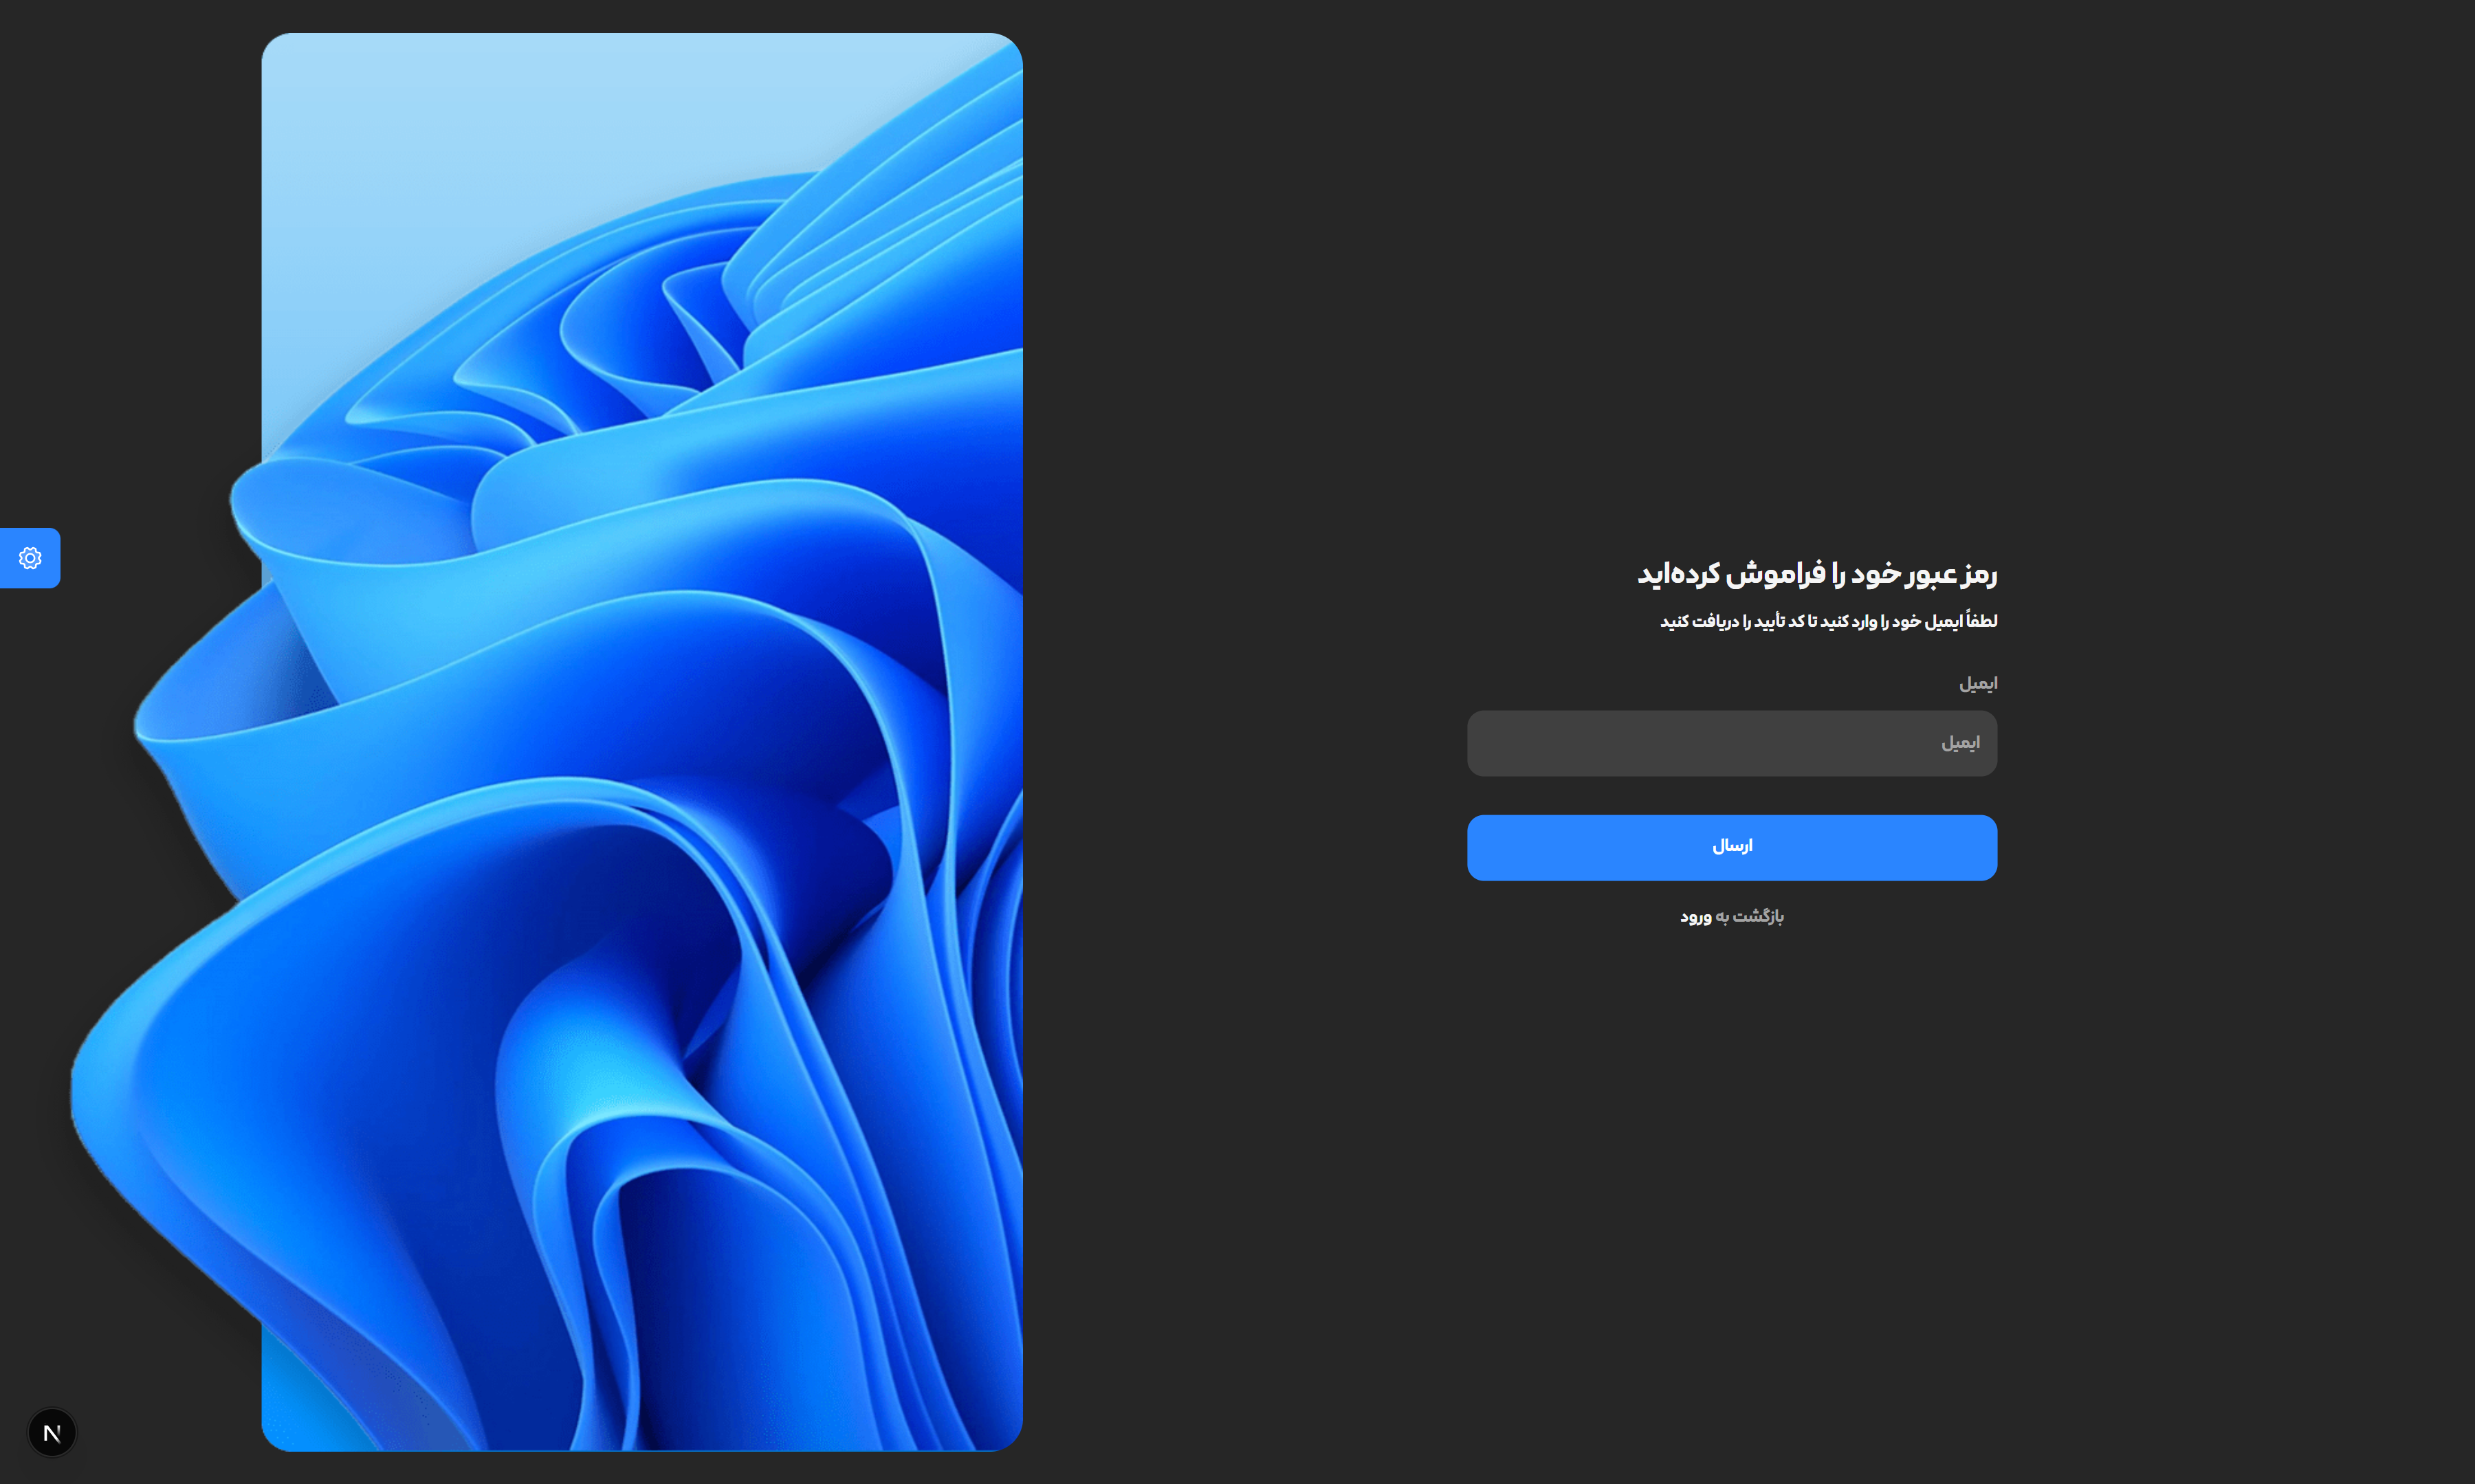 رمز عبور خود را فراموش کرده‌اید
لطفاً ایمیل خود را وارد کنید تا کد تأیید را دریافت کنید
ایمیل
ایمیل
ارسال
بازگشت به ورود
N